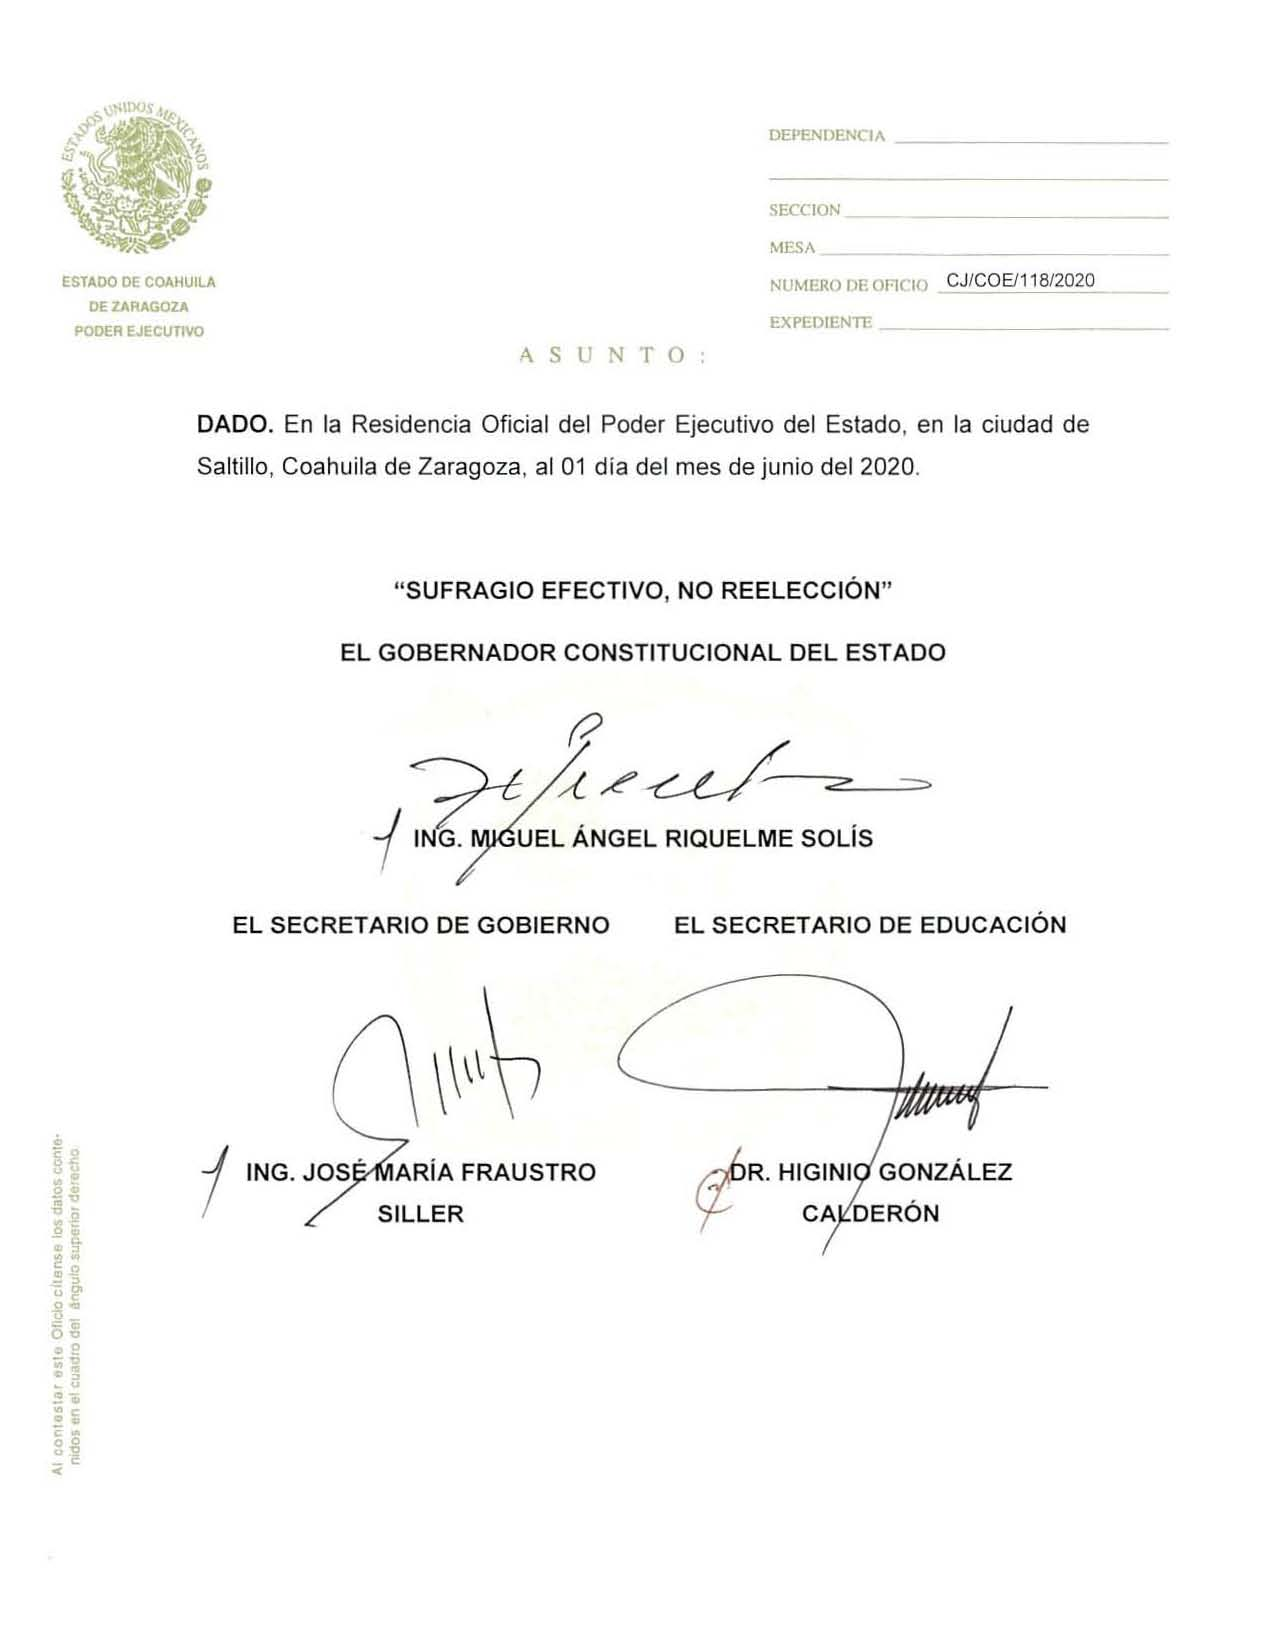 ESTADOS UNIDOS MEXICANOS
ESTADO DE COAHUILA
DE ZARAGOZA
PODER EJECUTIVO
DEPENDENCIA
SECCION
MESA
NUMERO DE OFICIO CJ/COE/118/2020
EXPEDIENTE
ASUNTO:
DADO. En la Residencia Oficial del Poder Ejecutivo del Estado, en la ciudad de
Saltillo, Coahuila de Zaragoza, al 01 día del mes de junio del 2020.
“SUFRAGIO EFECTIVO, NO REELECCIÓN”
EL GOBERNADOR CONSTITUCIONAL DEL ESTADO
ING. MIGUEL ÁNGEL RIQUELME SOLÍS
EL SECRETARIO DE GOBIERNO EL SECRETARIO DE EDUCACIÓN
ING. JOSÉ MARÍA FRAUSTRO
SILLER
DR. HIGINIO GONZÁLEZ
CALDERÓN
Al contestar este Oficio cítense los datos conte-
nidos en el cuadro del ángulo superior derecho.